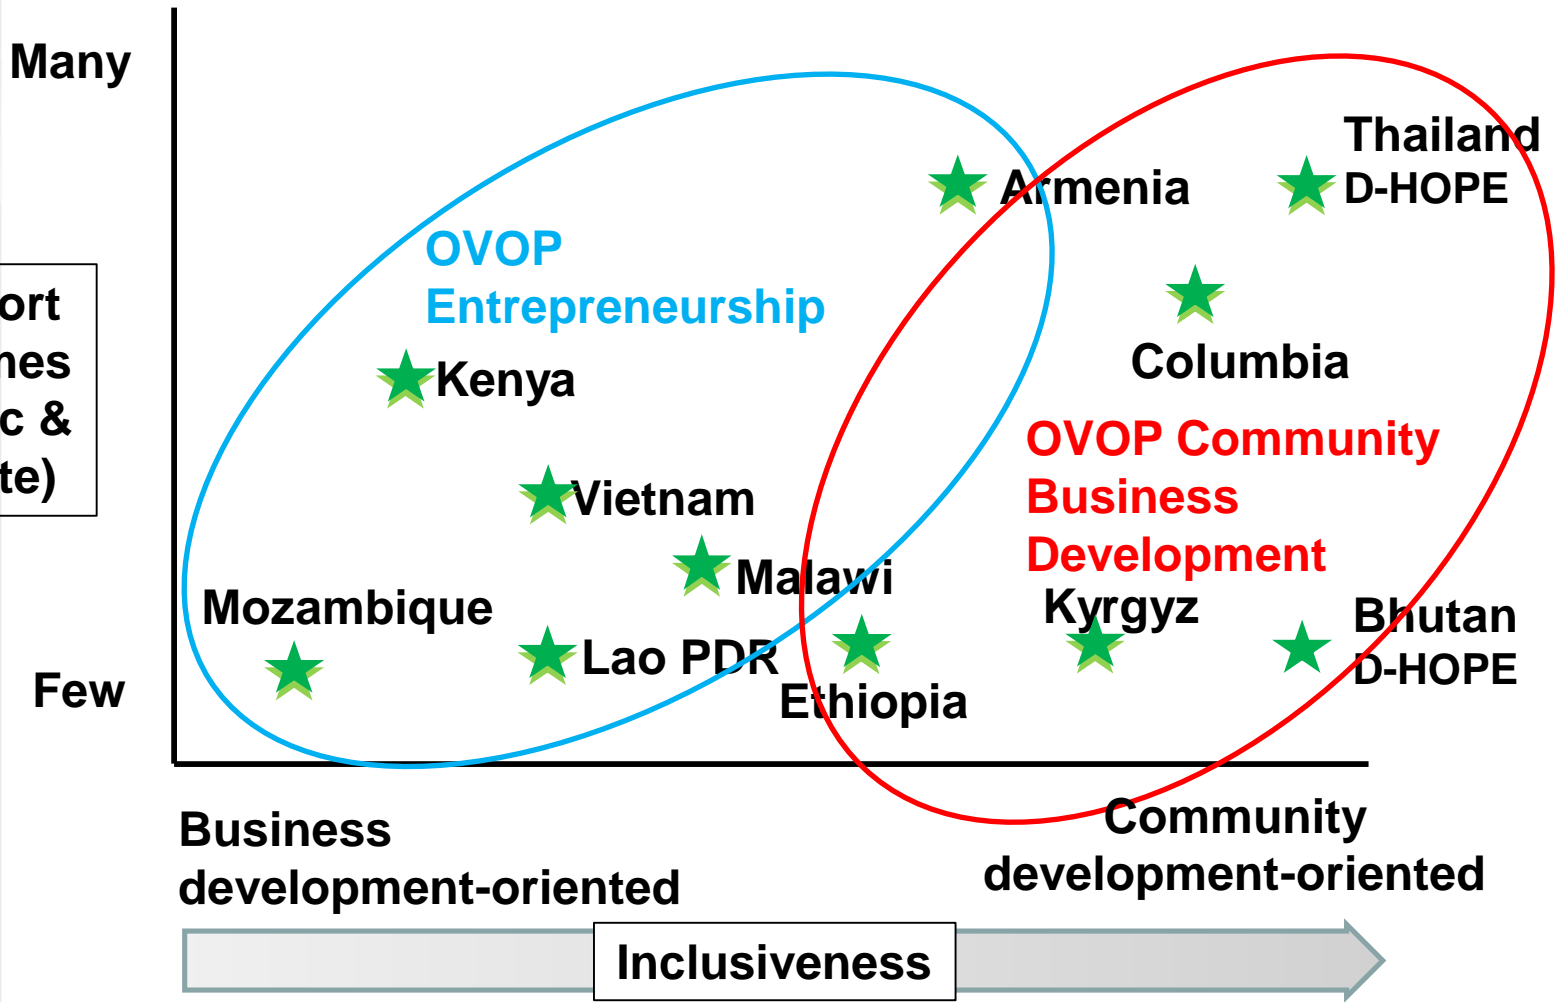 Many
Thailand
D-HOPE
Armenia
OVOP
Entrepreneurship
ort
nes
c &
te)
Columbia
Kenya
OVOP Community
Business
Development
Vietnam
Malawi
Mozambique
Kyrgyz
Bhutan
D-HOPE
Lao PDR
Few
Ethiopia
Business
development-oriented
Community
development-oriented
Inclusiveness